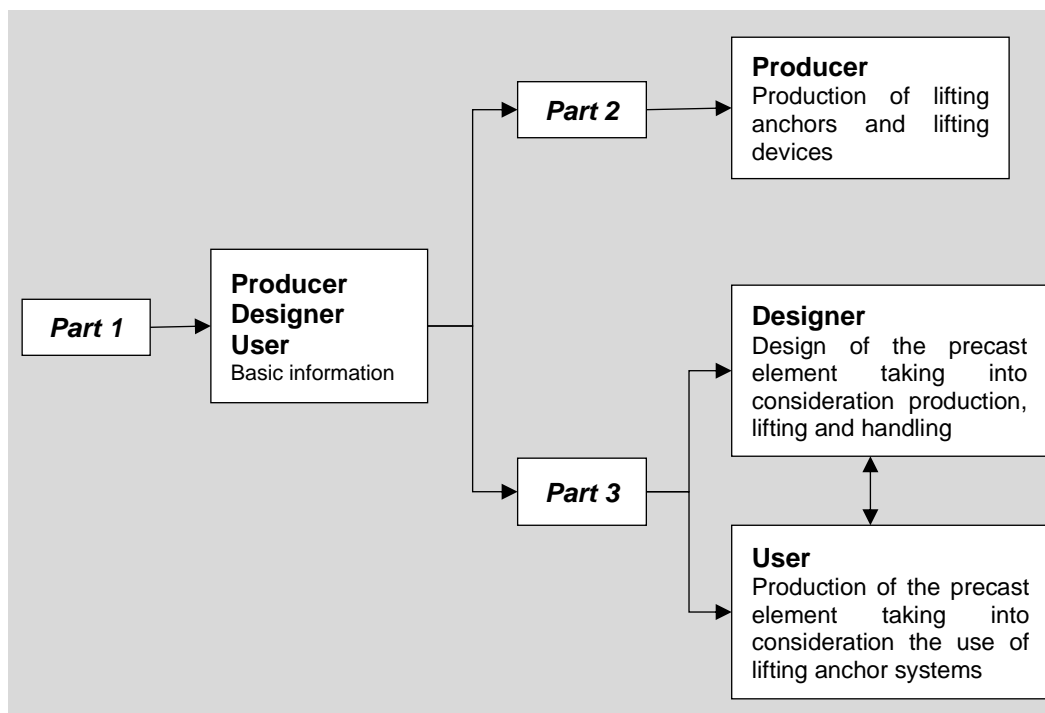 Part 1
Producer
Designer
User
Basic information
Part 2
Producer
Production of lifting
anchors and lifting
devices
Part 3
Designer
Design of the precast
element taking into
consideration production,
lifting and handling
User
Production of the precast
element taking into
consideration the use of
lifting anchor systems